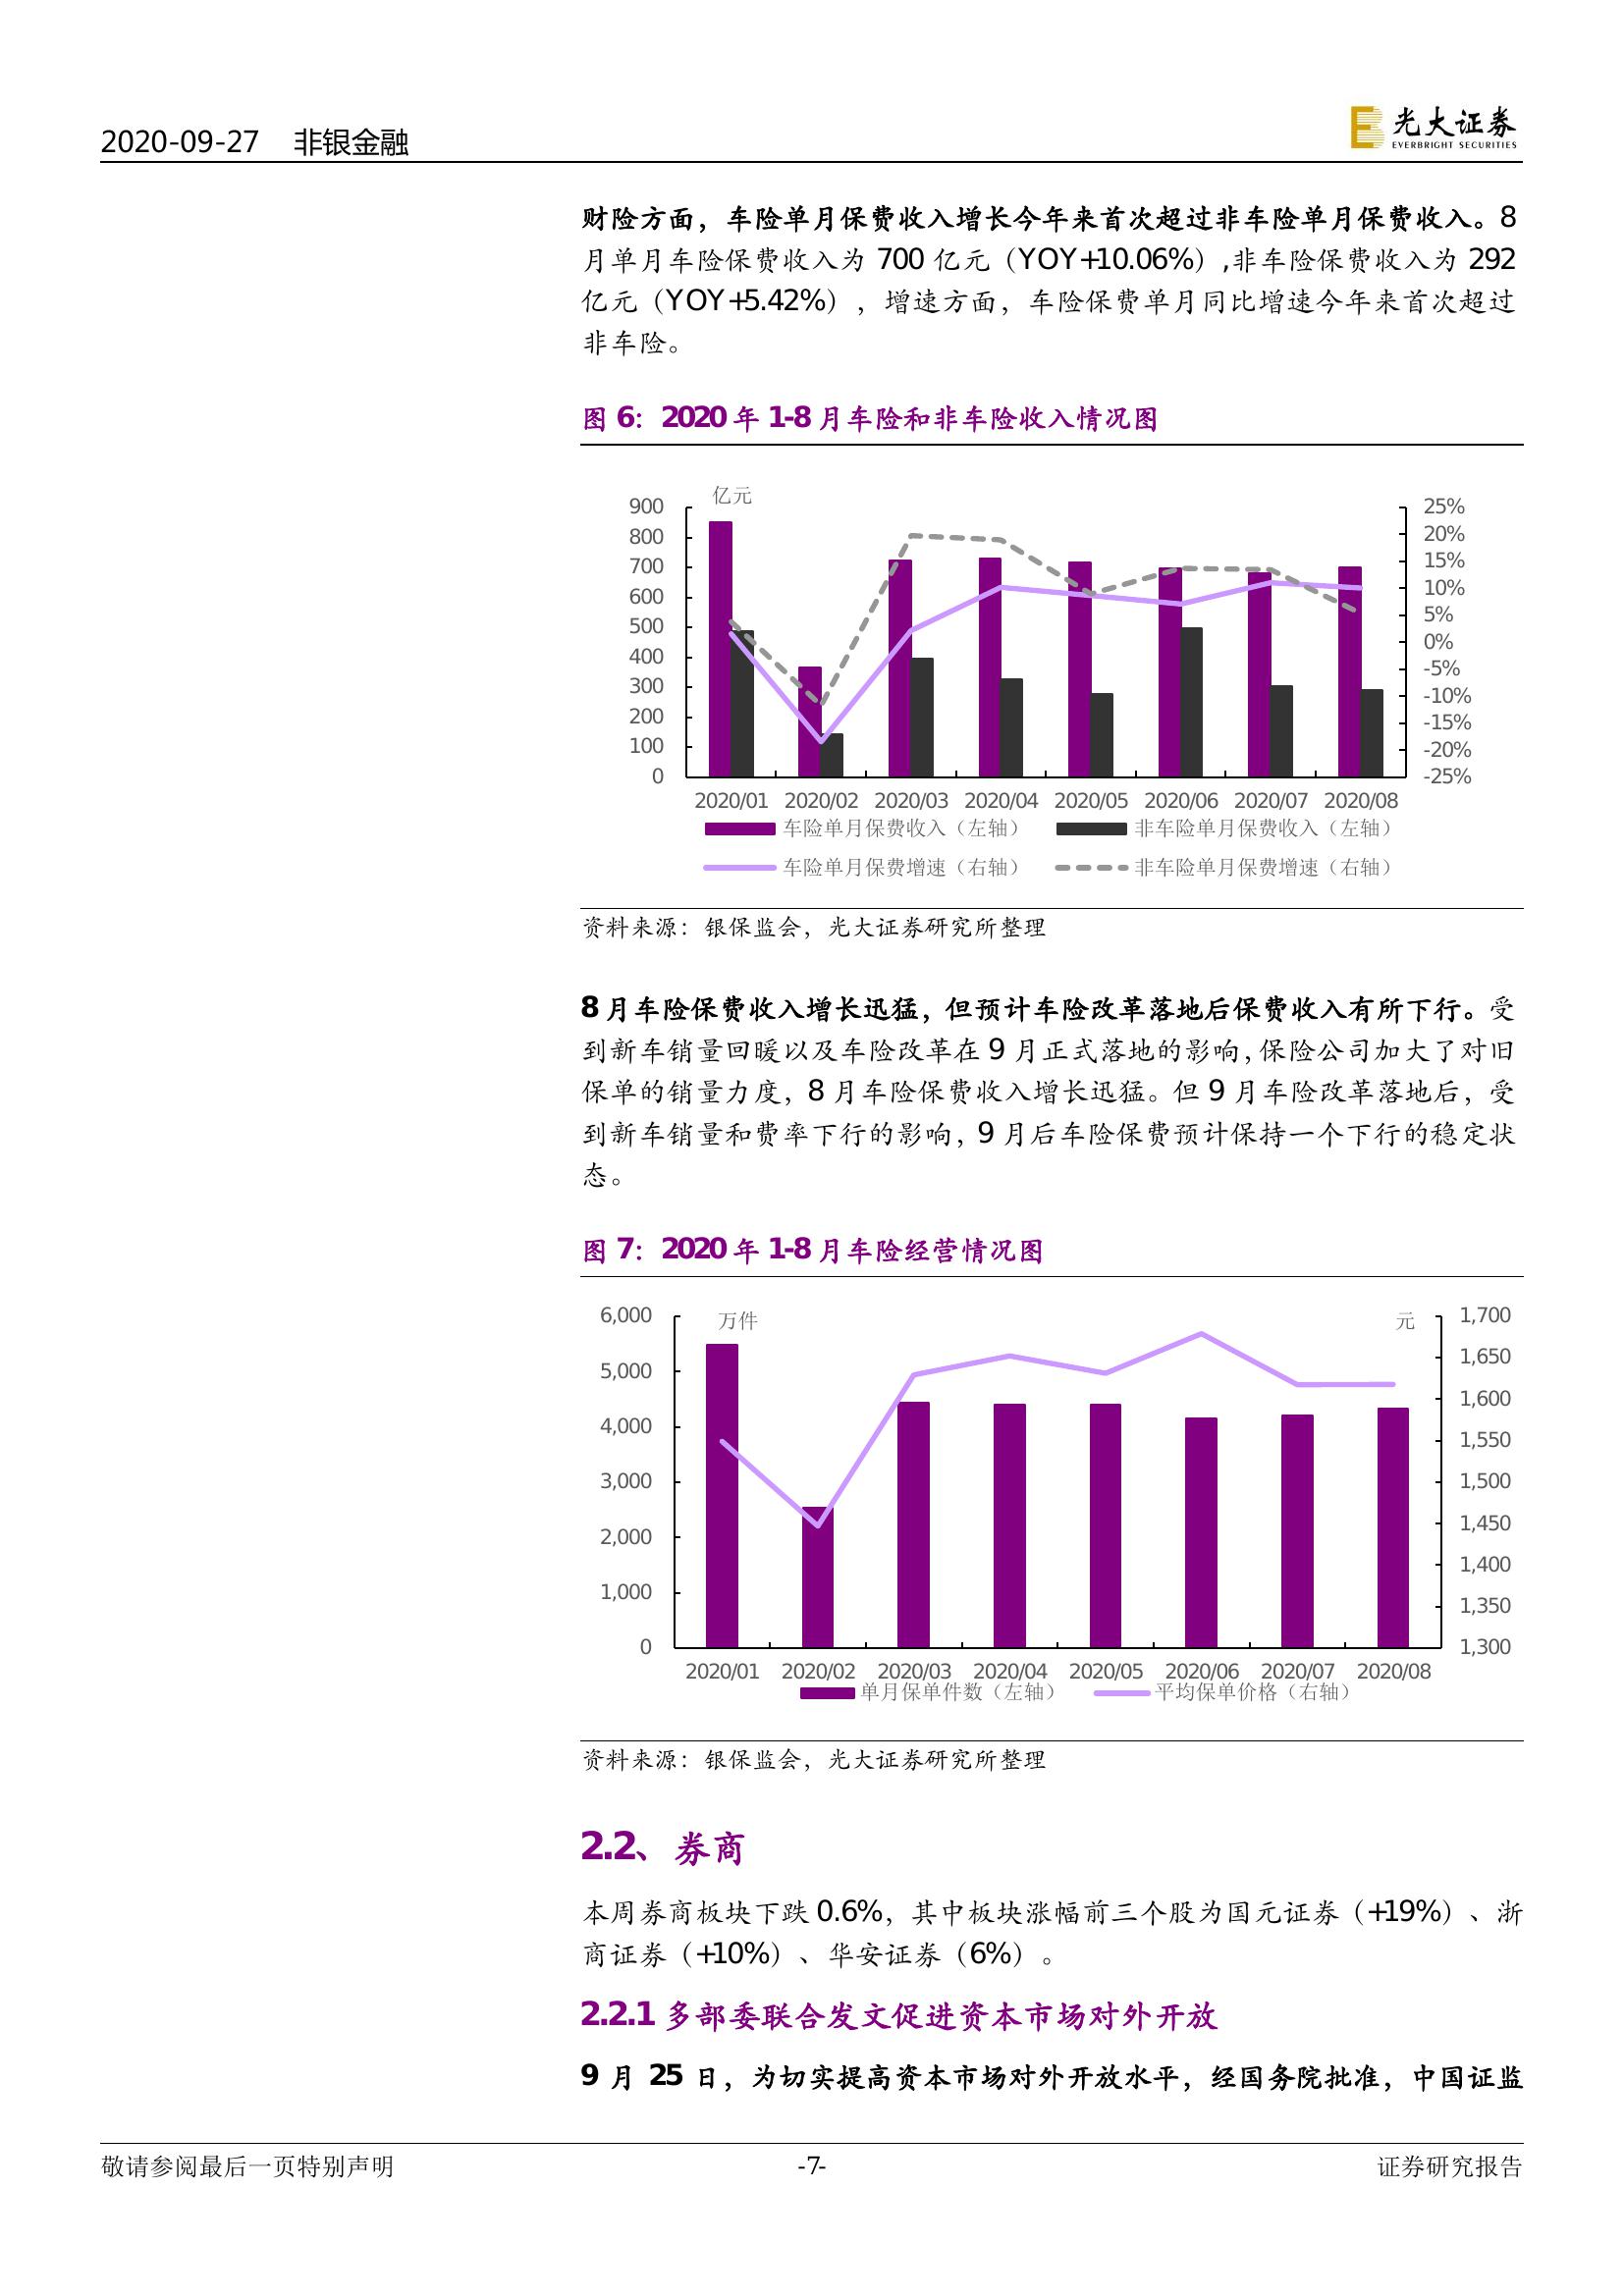 2020-09-27 非银金融
光大证券
EVERBRIGHT SECURITIES
财险方面，车险单月保费收入增长今年来首次超过非车险单月保费收入。8
月单月车险保费收入为 700 亿元（YOY+10.06%）,非车险保费收入为 292
亿元（YOY+5.42%），增速方面，车险保费单月同比增速今年来首次超过
非车险。
图 6：2020 年 1-8 月车险和非车险收入情况图
亿元
900
800
700
600
500
400
300
200
100
0
25%
20%
15%
10%
5%
0%
-5%
-10%
-15%
-20%
-25%
2020/01 2020/02 2020/03 2020/04 2020/05 2020/06 2020/07 2020/08
车险单月保费收入（左轴） 非车险单月保费收入（左轴）
车险单月保费增速（右轴） 非车险单月保费增速（右轴）
资料来源：银保监会，光大证券研究所整理
8 月车险保费收入增长迅猛，但预计车险改革落地后保费收入有所下行。受
到新车销量回暖以及车险改革在 9 月正式落地的影响,保险公司加大了对旧
保单的销量力度，8 月车险保费收入增长迅猛。但 9 月车险改革落地后，受
到新车销量和费率下行的影响，9 月后车险保费预计保持一个下行的稳定状
态。
图 7：2020 年 1-8 月车险经营情况图
万件
元
6,000
5,000
4,000
3,000
2,000
1,000
0
1,700
1,650
1,600
1,550
1,500
1,450
1,400
1,350
1,300
2020/01 2020/02 2020/03 2020/04 2020/05 2020/06 2020/07 2020/08
单月保单件数（左轴） 平均保单价格（右轴）
资料来源：银保监会，光大证券研究所整理
2.2、券商
本周券商板块下跌 0.6%，其中板块涨幅前三个股为国元证券（+19%）、浙
商证券（+10%）、华安证券（6%）。
2.2.1 多部委联合发文促进资本市场对外开放
9 月 25 日，为切实提高资本市场对外开放水平，经国务院批准，中国证监
敬请参阅最后一页特别声明 -7- 证券研究报告